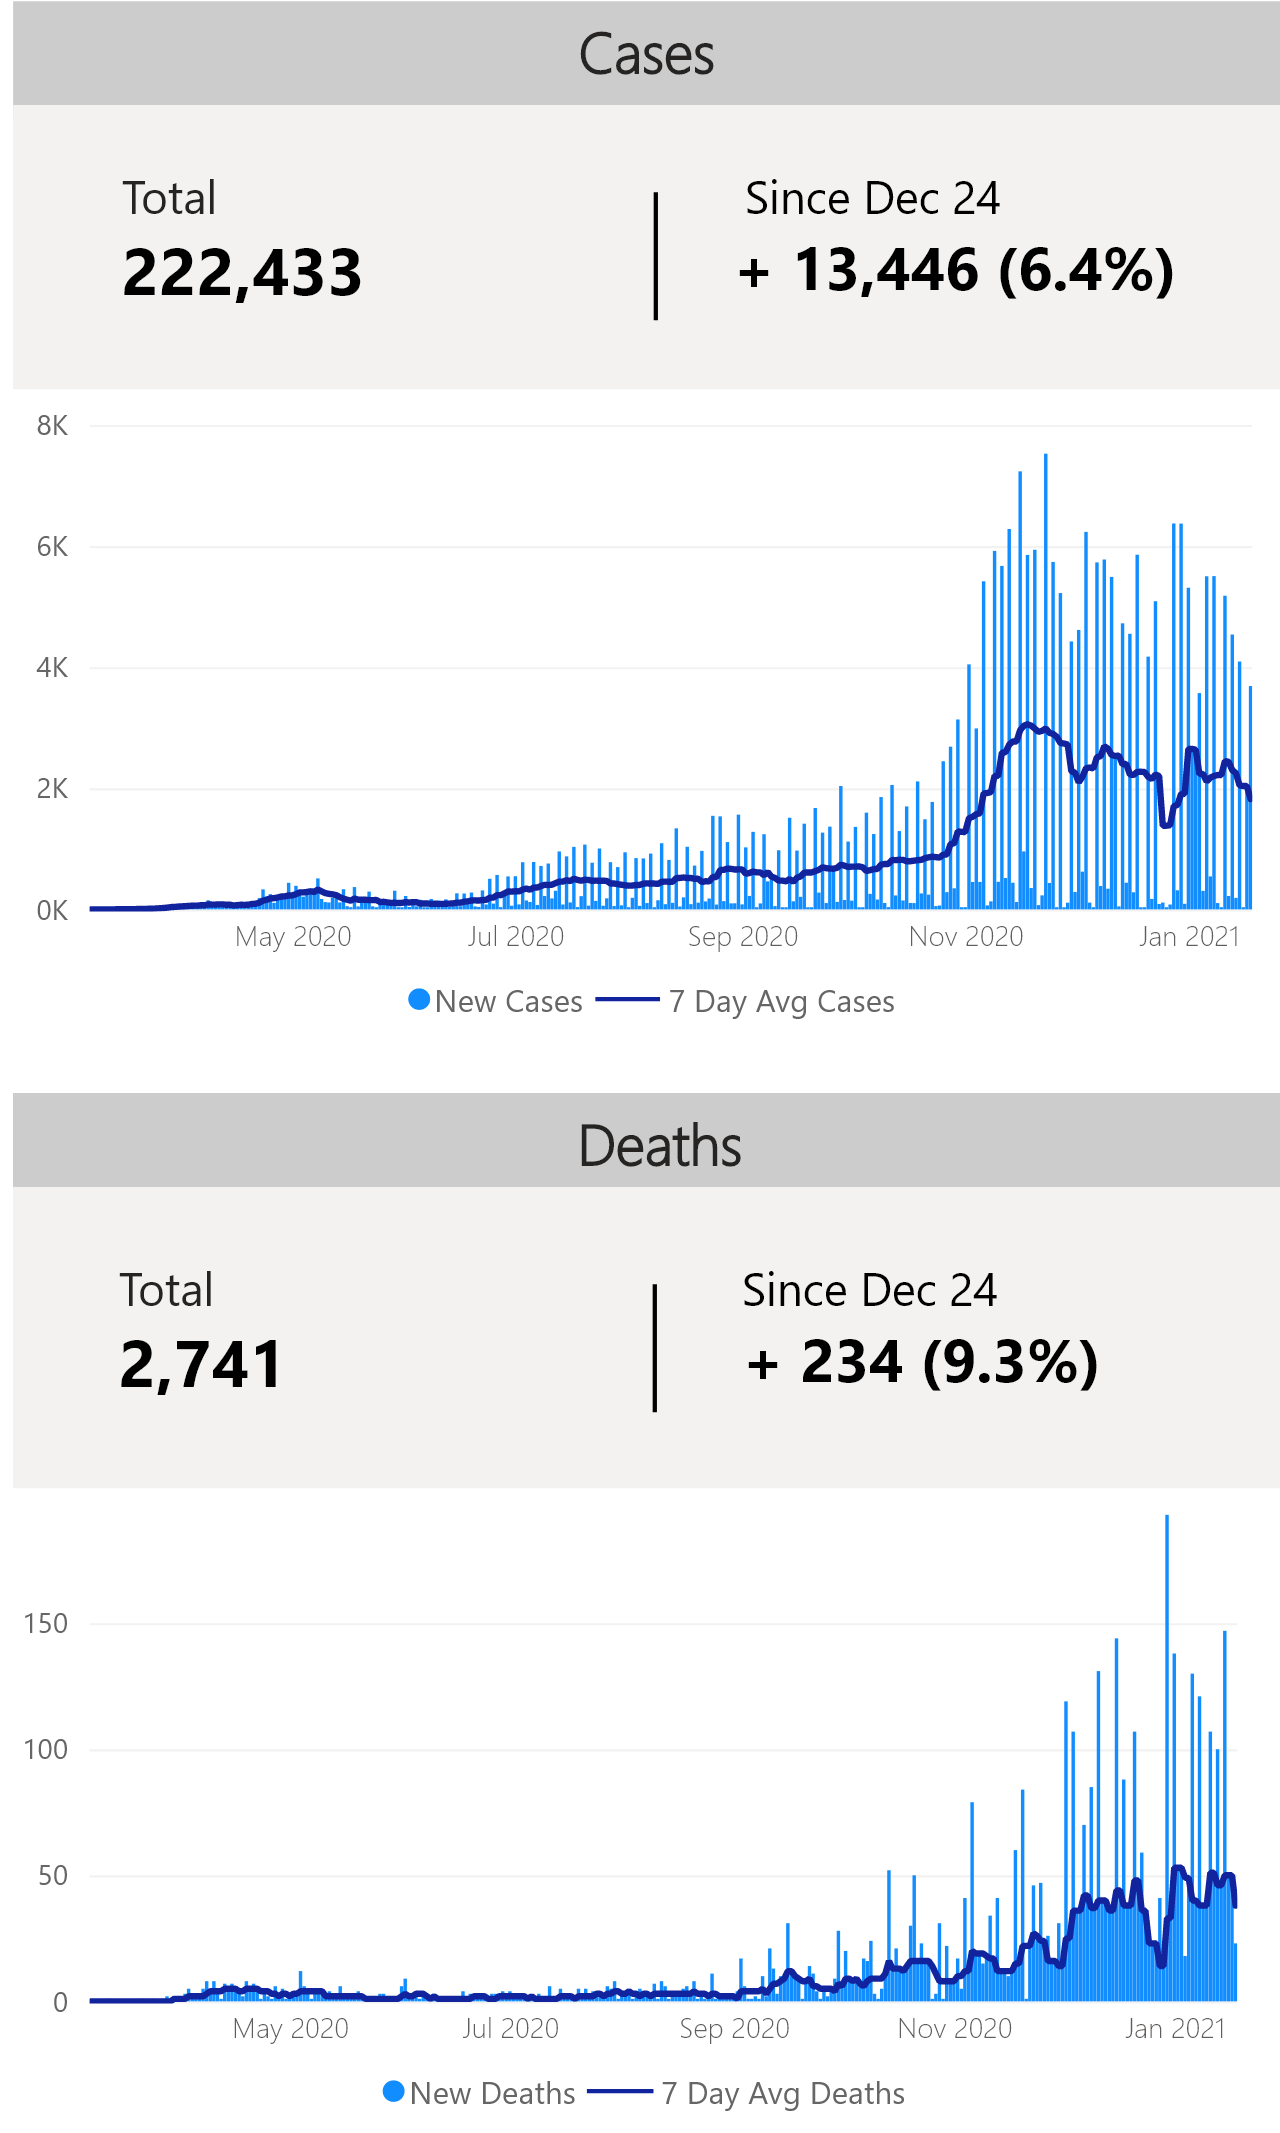 Cases
Total
Since Dec 24
222,433
+ 13,446 (6.4%)
8K
6K
4K
2K
0K
May 2020
Jul 2020
Sep 2020
Nov 2020
Jan 2021
New Cases
7 Day Avg Cases
Deaths
Total
Since Dec 24
2,741
+ 234 (9.3%)
150
100
50
0
May 2020
Jul 2020
Sep 2020
Nov 2020
Jan 2021
New Deaths
7 Day Avg Deaths